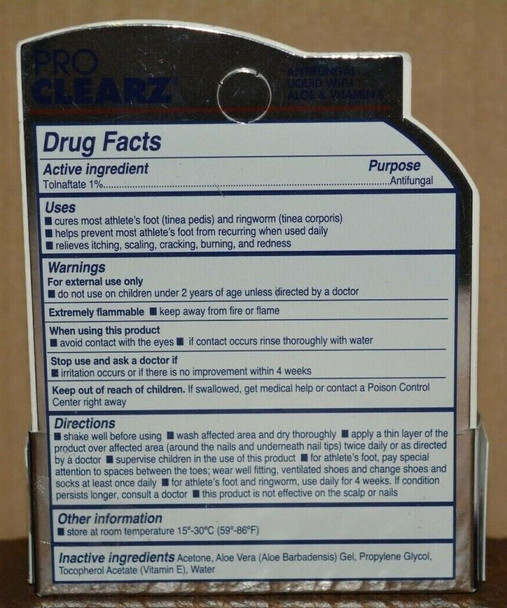 PRO
CLEARZ
ANTIFUNGAL
LIQUID WITH
ALOE & VITAMIN E
Drug Facts
Active ingredient Purpose
Tolnaftate 1%..........................................................................................Antifungal
Uses
■ cures most athlete's foot (tinea pedis) and ringworm (tinea corporis)
■ helps prevent most athlete's foot from recurring when used daily
■ relieves itching, scaling, cracking, burning, and redness
Warnings
For external use only
■ do not use on children under 2 years of age unless directed by a doctor
Extremely flammable ■ keep away from fire or flame
When using this product
■ avoid contact with the eyes ■ if contact occurs rinse thoroughly with water
Stop use and ask a doctor if
■ irritation occurs or if there is no improvement within 4 weeks
Keep out of reach of children. If swallowed, get medical help or contact a Poison Control
Center right away
Directions
■ shake well before using ■ wash affected area and dry thoroughly ■ apply a thin layer of the
product over affected area (around the nails and underneath nail tips) twice daily or as directed
by a doctor ■ supervise children in the use of this product ■ for athlete's foot, pay special
attention to spaces between the toes; wear well fitting, ventilated shoes and change shoes and
socks at least once daily ■ for athlete's foot and ringworm, use daily for 4 weeks. If condition
persists longer, consult a doctor ■ this product is not effective on the scalp or nails
Other information
■ store at room temperature 15º-30ºC (59º-86ºF)
Inactive ingredients Acetone, Aloe Vera (Aloe Barbadensis) Gel, Propylene Glycol,
Tocopherol Acetate (Vitamin E), Water